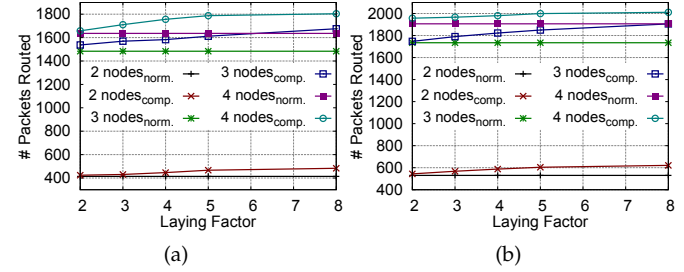 # Packets Routed
1800
1600
1400
1200
1000
800
600
400
2 nodes norm.
2 nodes comp.
3 nodes norm.
3 nodes comp.
4 nodes norm.
4 nodes comp.
2 3 4 5 6 7 8
Laying Factor
(a)
# Packets Routed
2000
1800
1600
1400
1200
1000
800
600
400
2 nodes norm.
2 nodes comp.
3 nodes norm.
3 nodes comp.
4 nodes norm.
4 nodes comp.
2 3 4 5 6 7 8
Laying Factor
(b)